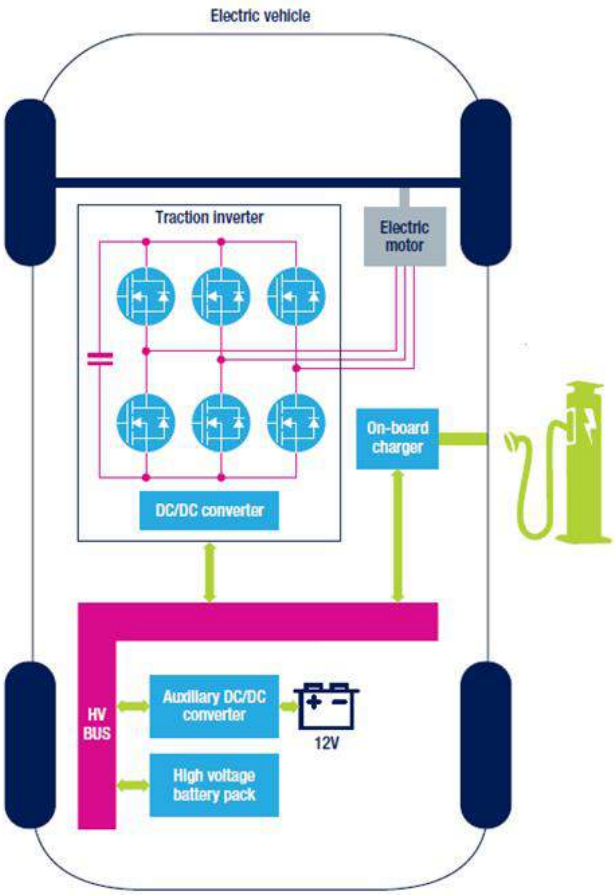 Electric vehicle
Traction inverter
Electric
motor
On-board
charger
DC/DC converter
HV
BUS
Auxiliary DC/DC
converter
+ -
12V
High voltage
battery pack